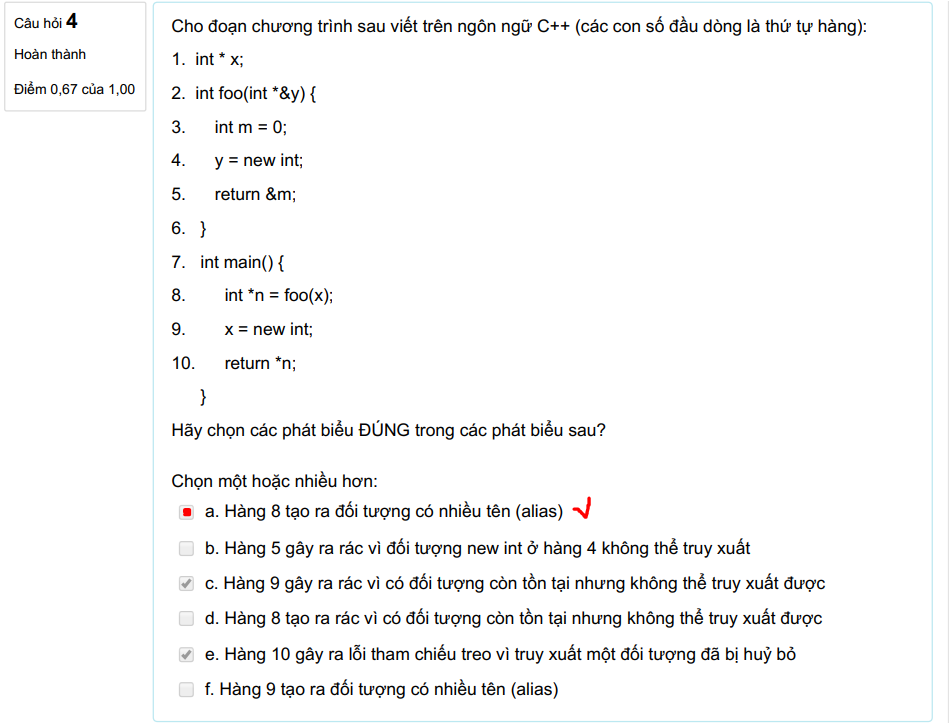 Câu hỏi 4
Hoàn thành
Điểm 0,67 của 1,00
Cho đoạn chương trình sau viết trên ngôn ngữ C++ (các con số đầu dòng là thứ tự hàng):
1. int * x;
2. int foo(int *&y) {
3. int m = 0;
4. y = new int;
5. return &m;
6. }
7. int main() {
8. int *n = foo(x);
9. x = new int;
10. return *n;
}
Hãy chọn các phát biểu ĐÚNG trong các phát biểu sau?
Chọn một hoặc nhiều hơn:
a. Hàng 8 tạo ra đối tượng có nhiều tên (alias)
b. Hàng 5 gây ra rác vì đối tượng new int ở hàng 4 không thể truy xuất
c. Hàng 9 gây ra rác vì có đối tượng còn tồn tại nhưng không thể truy xuất được
d. Hàng 8 tạo ra rác vì có đối tượng còn tồn tại nhưng không thể truy xuất được
e. Hàng 10 gây ra lỗi tham chiếu treo vì truy xuất một đối tượng đã bị huỷ bỏ
f. Hàng 9 tạo ra đối tượng có nhiều tên (alias)